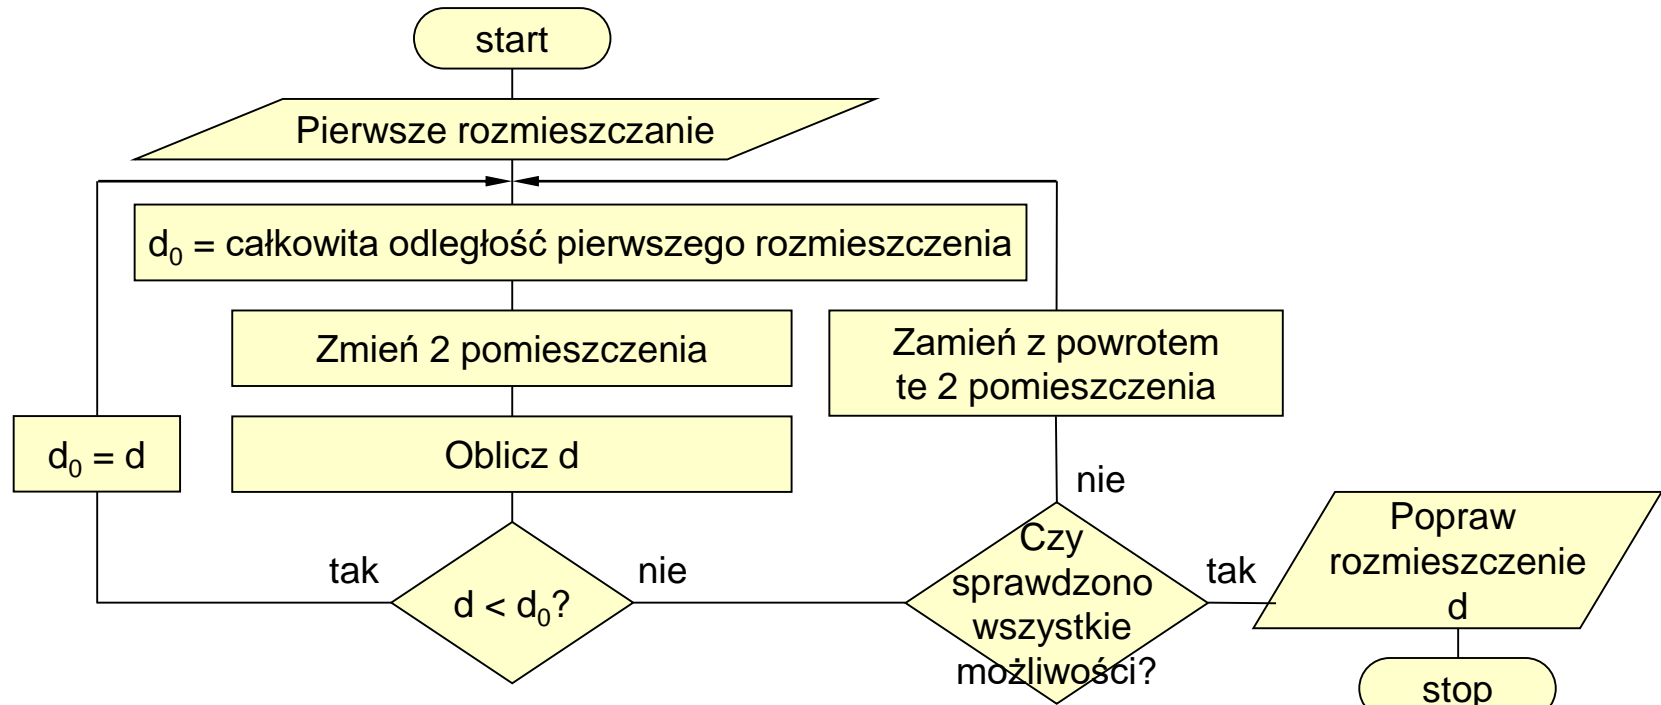 start
Pierwsze rozmieszczanie
d₀ = całkowita odległość pierwszego rozmieszczenia
Zmień 2 pomieszczenia
Zamień z powrotem
te 2 pomieszczenia
d₀ = d
Oblicz d
nie
tak
d < d₀?
nie
Czy
sprawdzono
wszystkie
możliwości?
tak
Popraw
rozmieszczenie
d
stop